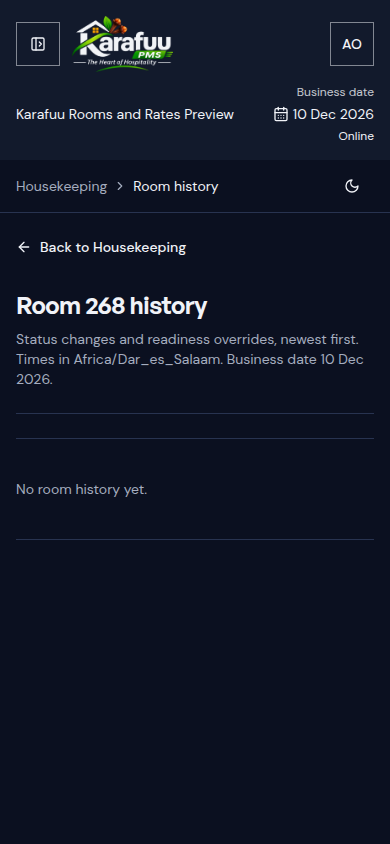 Karafuu
PMS
The Heart of Hospitality
AO
Business date
Karafuu Rooms and Rates Preview
10 Dec 2026
Online
Housekeeping
Room history
Back to Housekeeping
Room 268 history
Status changes and readiness overrides, newest first.
Times in Africa/Dar_es_Salaam. Business date 10 Dec
2026.
No room history yet.